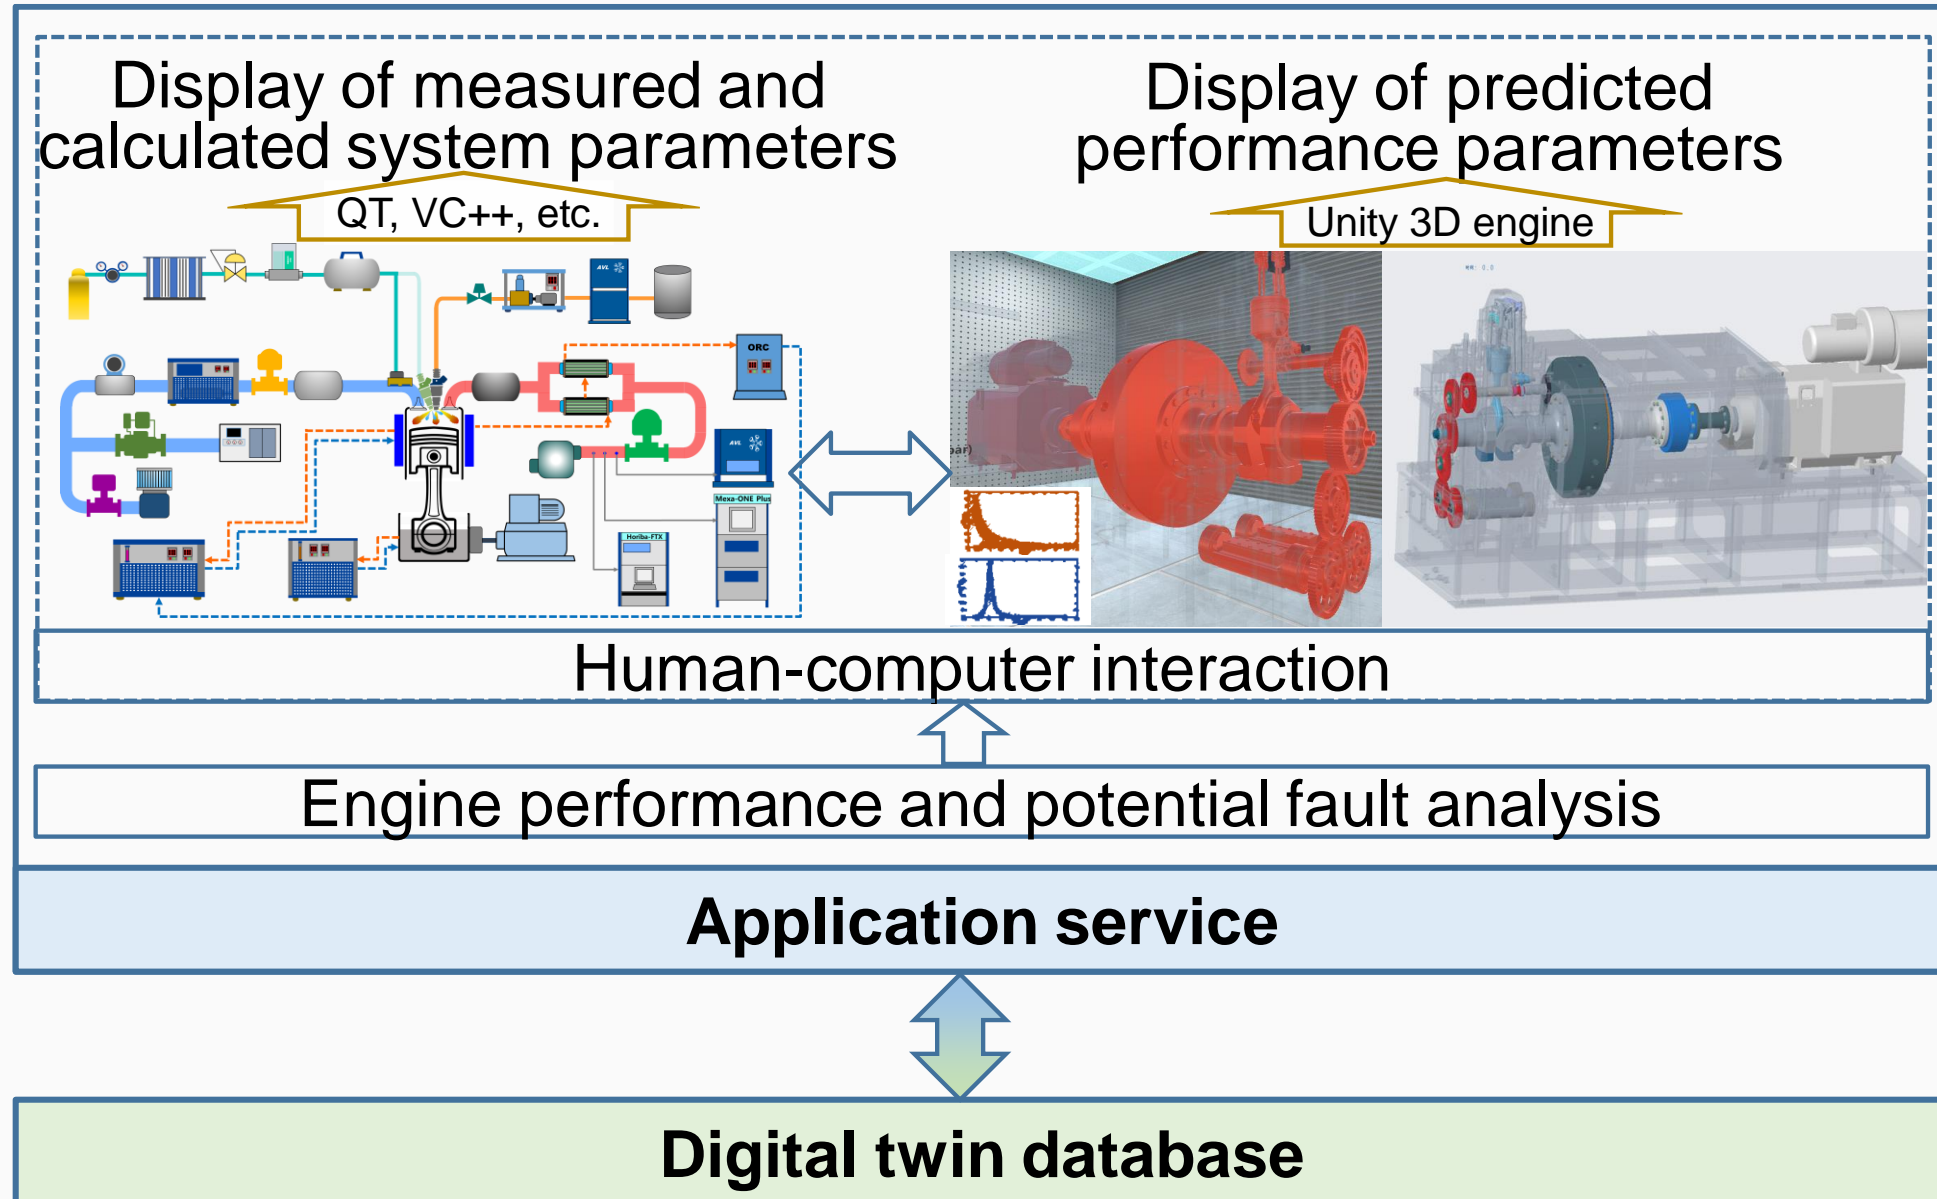 Display of measured and
calculated system parameters
Display of predicted
performance parameters
QT, VC++, etc.
Unity 3D engine
AVL
ORC
AVL
Mexa-ONE Plus
Horiba-FTX
bar)
Human-computer interaction
Engine performance and potential fault analysis
Application service
Digital twin database